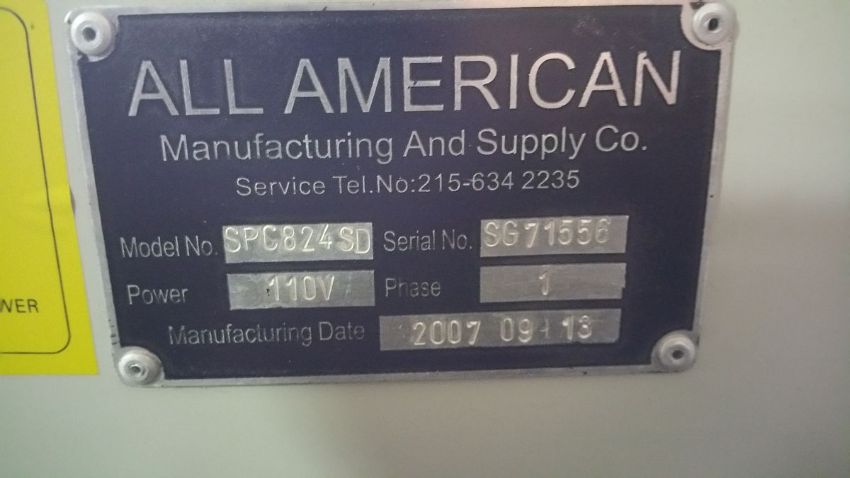 ALL AMERICAN
Manufacturing And Supply Co.
Service Tel.No:215-634 2235
Model No. SPC824SD Serial No. SG71556
Power 110V Phase 1
Manufacturing Date 2007 09-13
WER